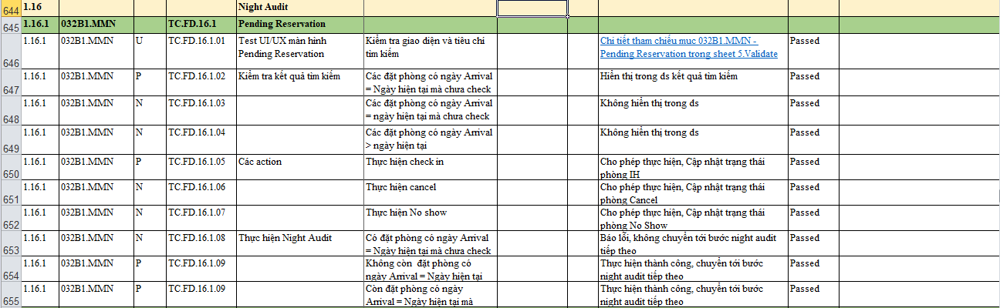 644 1.16 Night Audit
645 1.16.1 032B1.MMN TC.FD.16.1 Pending Reservation
646 1.16.1 032B1.MMN U TC.FD.16.1.01 Test UI/UX màn hình Kiểm tra giao diện và tiêu chí Chi tiết tham chiếu mục 032B1.MMN - Passed
Pending Reservation tìm kiếm Pending Reservation trong sheet 5.Validate
647 1.16.1 032B1.MMN P TC.FD.16.1.02 Kiểm tra kết quả tìm kiếm Các đặt phòng có ngày Arrival Hiển thị trong ds kết quả tìm kiếm Passed
= Ngày hiện tại mà chưa check
648 1.16.1 032B1.MMN N TC.FD.16.1.03 Các đặt phòng có ngày Arrival Không hiển thị trong ds Passed
= ngày hiện tại mà chưa check
649 1.16.1 032B1.MMN N TC.FD.16.1.04 Các đặt phòng có ngày Arrival Không hiển thị trong ds Passed
> ngày hiện tại
650 1.16.1 032B1.MMN P TC.FD.16.1.05 Các action Thực hiện check in Cho phép thực hiện, Cập nhật trạng thái Passed
phòng IH
651 1.16.1 032B1.MMN N TC.FD.16.1.06 Thực hiện cancel Cho phép thực hiện, Cập nhật trạng thái Passed
phòng Cancel
652 1.16.1 032B1.MMN N TC.FD.16.1.07 Thực hiện No show Cho phép thực hiện, Cập nhật trạng thái Passed
phòng No Show
653 1.16.1 032B1.MMN N TC.FD.16.1.08 Thực hiện Night Audit Có đặt phòng có ngày Arrival Báo lỗi, không chuyển tới bước night audit Passed
= Ngày hiện tại mà chưa check tiếp theo
654 1.16.1 032B1.MMN P TC.FD.16.1.09 Không còn đặt phòng có Thực hiện thành công, chuyển tới bước Passed
ngày Arrival = Ngày hiện tại night audit tiếp theo
655 1.16.1 032B1.MMN P TC.FD.16.1.09 Còn đặt phòng có ngày Thực hiện thành công, chuyển tới bước Passed
Arrival = Ngày hiện tại mà night audit tiếp theo